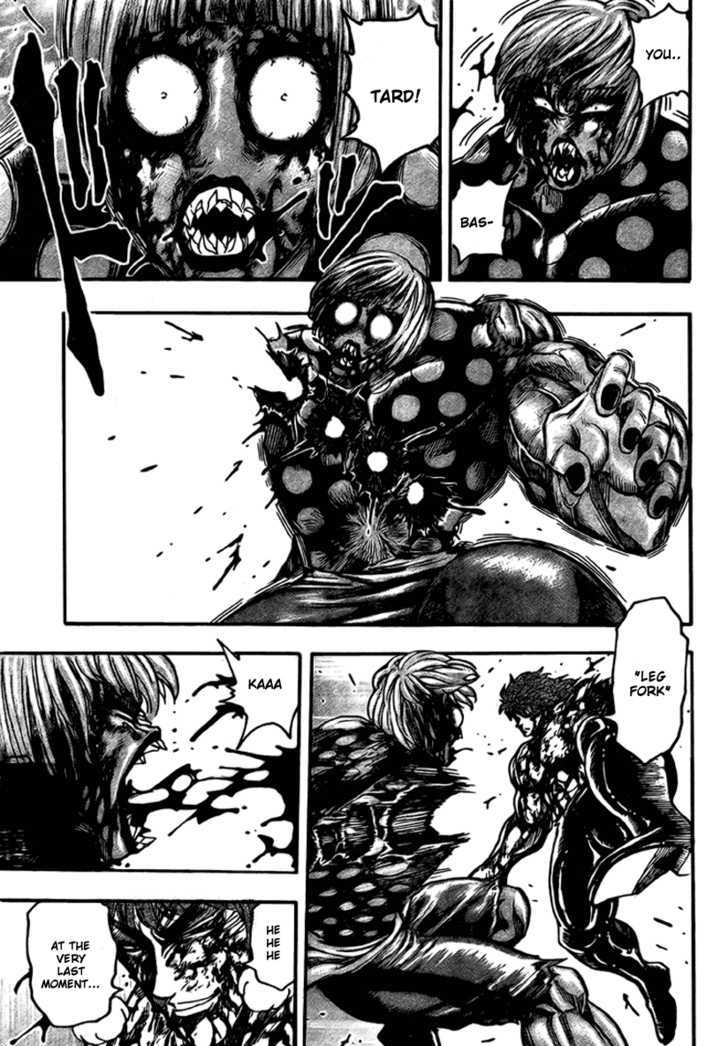 YOU..
BAS-
TARD!
"LEG
FORK"
KAAA
HE
HE
HE
AT THE
VERY
LAST
MOMENT...